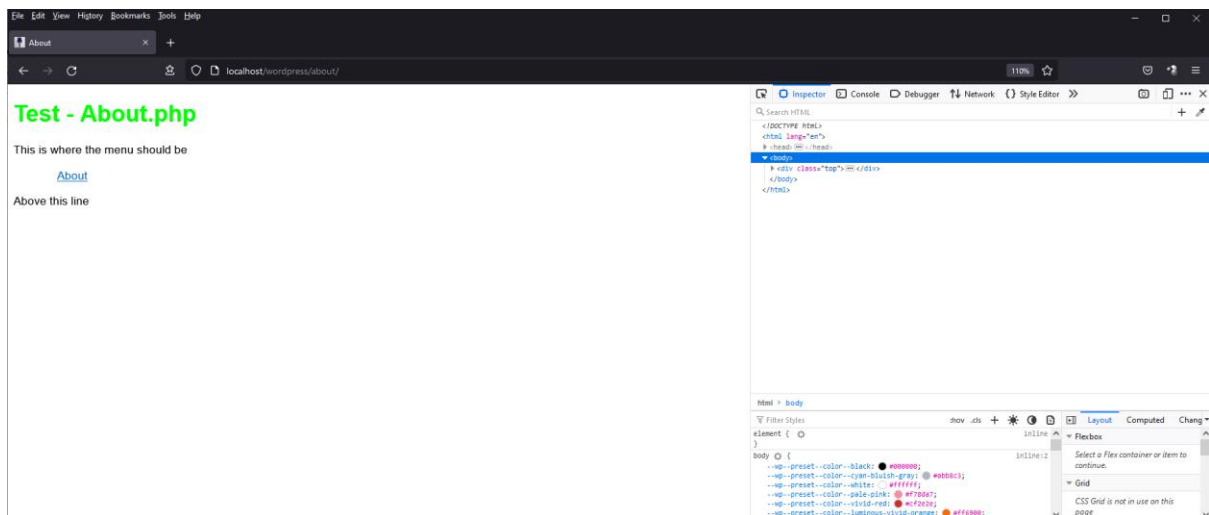 File Edit View History Bookmarks Tools Help
About
localhost/wordpress/about/
110%
Test - About.php
This is where the menu should be
About
Above this line
Inspector Console Debugger Network {} Style Editor
Search HTML
<!DOCTYPE html>
<html lang="en">
<head> </head>
<body>
<div class="top"> </div>
</body>
</html>
html > body
Filter Styles :hov .cls + Layout Computed Chang
element { inline
}
Flexbox
body { inline:2
Select a Flex container or item to
continue.
--wp--preset--color--black: #000000;
--wp--preset--color--cyan-bluish-gray: #abb8c3;
--wp--preset--color--white: #ffffff;
--wp--preset--color--pale-pink: #f78da7;
--wp--preset--color--vivid-red: #cf2e2e;
--wp--preset--color--luminous-vivid-orange: #ff6900;
Grid
CSS Grid is not in use on this
page